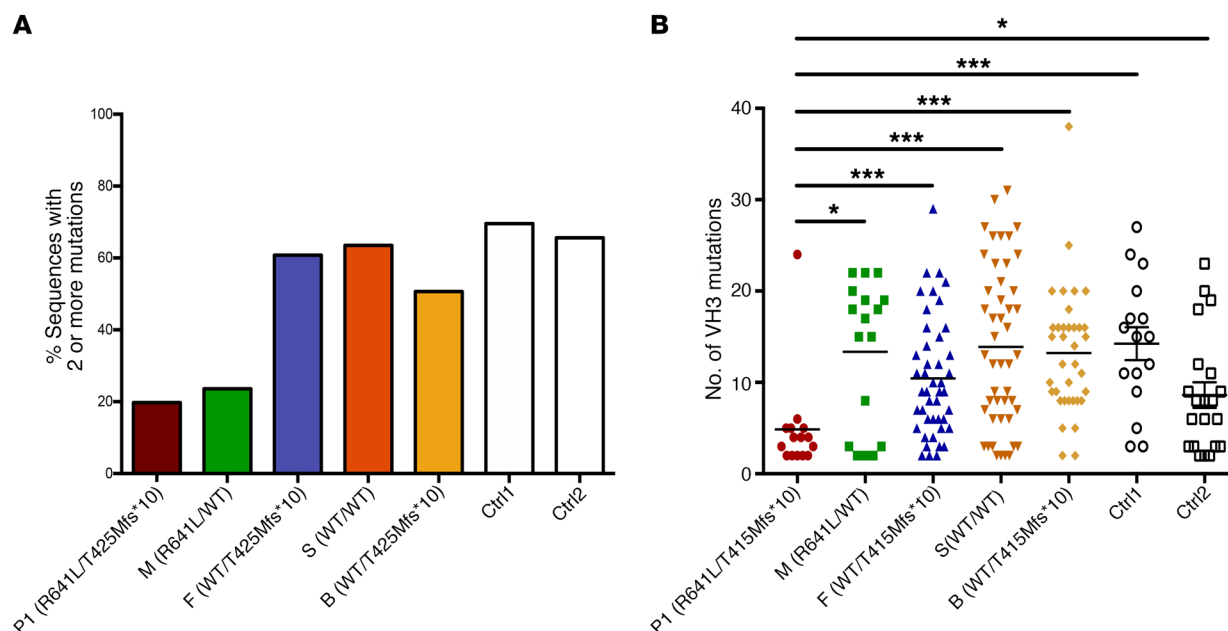 A
% Sequences with
2 or more mutations
100
80
60
40
20
0
P1 (R641L/T425Mfs*10)
M (R641L/WT)
F (WT/T425Mfs*10)
S (WT/WT)
B (WT/T425Mfs*10)
Ctrl1
Ctrl2
B
*
***
***
***
***
*
No. of VH3 mutations
40
30
20
10
0
P1 (R641L/T415Mfs*10)
M (R641L/WT)
F (WT/T415Mfs*10)
S(WT/WT)
B (WT/T415Mfs*10)
Ctrl1
Ctrl2